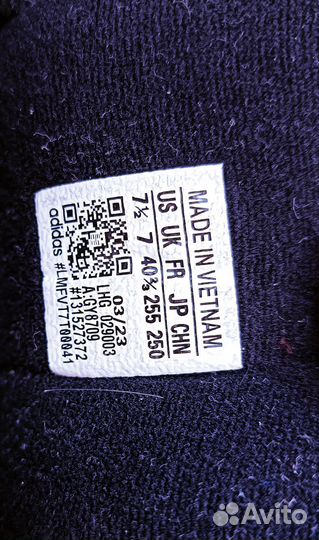 MADE IN VIETNAM
US UK FR JP CHN
7½ 7 40⅔ 255 250
03/23
LHG 029003
A-GY8709
#131527372
adidas #LMFVT7T00041
Avito